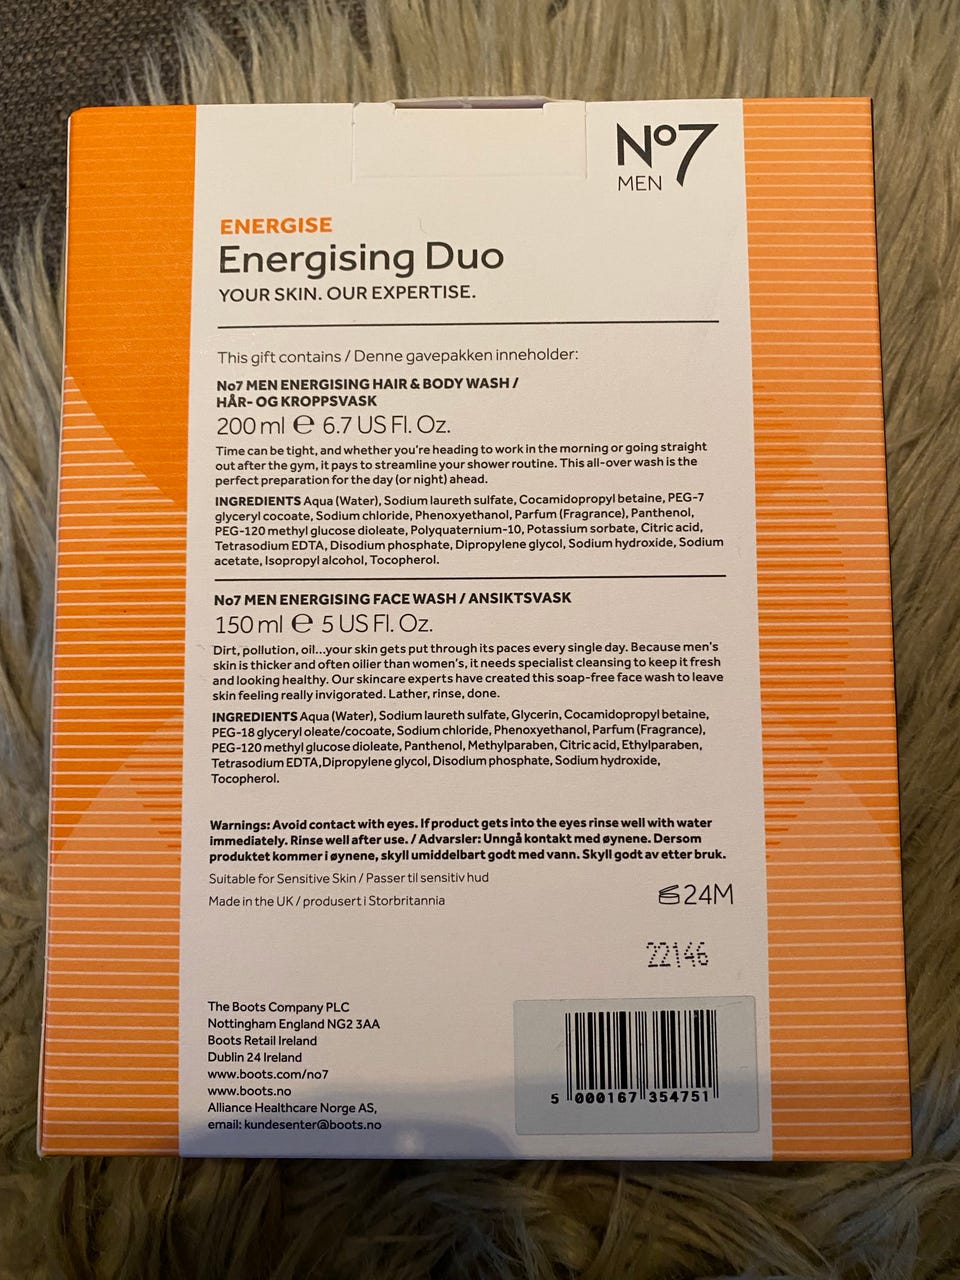 No7
MEN
ENERGISE
Energising Duo
YOUR SKIN. OUR EXPERTISE.
This gift contains / Denne gavepakken inneholder:
No7 MEN ENERGISING HAIR & BODY WASH /
HÅR- OG KROPPSVASK
200 ml ℮ 6.7 US Fl. Oz.
Time can be tight, and whether you're heading to work in the morning or going straight
out after the gym, it pays to streamline your shower routine. This all-over wash is the
perfect preparation for the day (or night) ahead.
INGREDIENTS Aqua (Water), Sodium laureth sulfate, Cocamidopropyl betaine, PEG-7
glyceryl cocoate, Sodium chloride, Phenoxyethanol, Parfum (Fragrance), Panthenol,
PEG-120 methyl glucose dioleate, Polyquaternium-10, Potassium sorbate, Citric acid,
Tetrasodium EDTA, Disodium phosphate, Dipropylene glycol, Sodium hydroxide, Sodium
acetate, Isopropyl alcohol, Tocopherol.
No7 MEN ENERGISING FACE WASH / ANSIKTSVASK
150 ml ℮ 5 US Fl. Oz.
Dirt, pollution, oil...your skin gets put through its paces every single day. Because men's
skin is thicker and often oilier than women's, it needs specialist cleansing to keep it fresh
and looking healthy. Our skincare experts have created this soap-free face wash to leave
skin feeling really invigorated. Lather, rinse, done.
INGREDIENTS Aqua (Water), Sodium laureth sulfate, Glycerin, Cocamidopropyl betaine,
PEG-18 glyceryl oleate/cocoate, Sodium chloride, Phenoxyethanol, Parfum (Fragrance),
PEG-120 methyl glucose dioleate, Panthenol, Methylparaben, Citric acid, Ethylparaben,
Tetrasodium EDTA,Dipropylene glycol, Disodium phosphate, Sodium hydroxide,
Tocopherol.
Warnings: Avoid contact with eyes. If product gets into the eyes rinse well with water
immediately. Rinse well after use. / Advarsler: Unngå kontakt med øynene. Dersom
produktet kommer i øynene, skyll umiddelbart godt med vann. Skyll godt av etter bruk.
Suitable for Sensitive Skin / Passer til sensitiv hud
Made in the UK / produsert i Storbritannia
24M
22146
The Boots Company PLC
Nottingham England NG2 3AA
Boots Retail Ireland
Dublin 24 Ireland
www.boots.com/no7
www.boots.no
Alliance Healthcare Norge AS,
email: kundesenter@boots.no
5 000167 354751